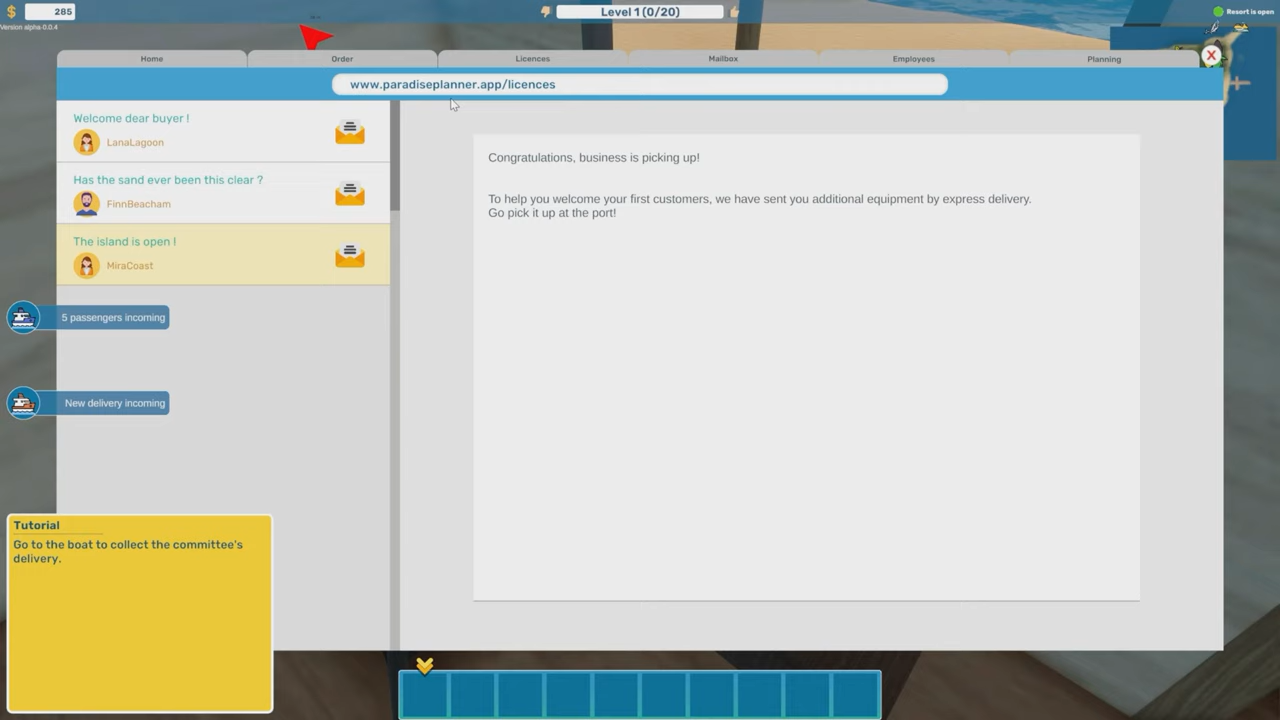 285
Version alpha-0.0.4
Level 1 (0/20)
Resort is open
Home
Order
Licences
Mailbox
Employees
Planning
X
www.paradiseplanner.app/licences
Welcome dear buyer !
LanaLagoon
Has the sand ever been this clear ?
FinnBeacham
The island is open !
MiraCoast
Congratulations, business is picking up!
To help you welcome your first customers, we have sent you additional equipment by express delivery.
Go pick it up at the port!
5 passengers incoming
New delivery incoming
Tutorial
Go to the boat to collect the committee's
delivery.